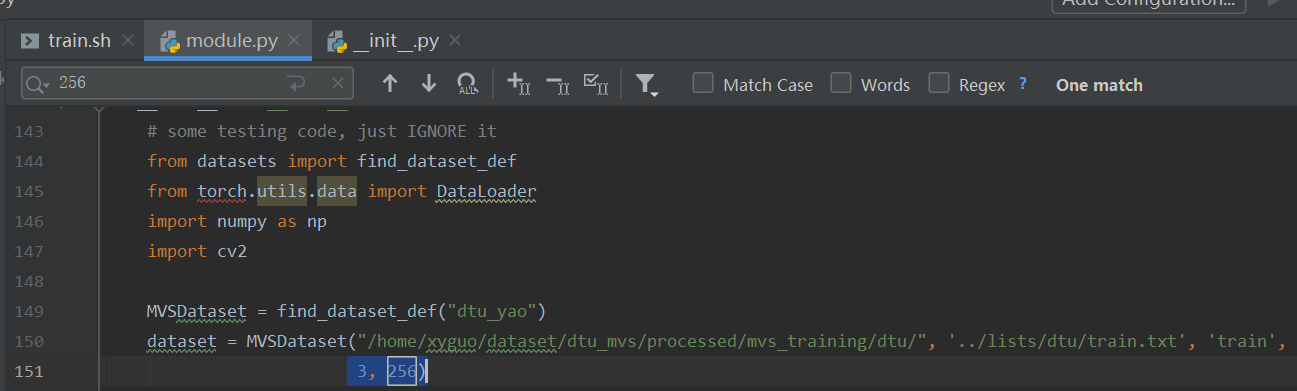 py
Add Configuration...
train.sh
module.py
__init__.py
256
ALL
Match Case
Words
Regex
?
One match
143 # some testing code, just IGNORE it
144 from datasets import find_dataset_def
145 from torch.utils.data import DataLoader
146 import numpy as np
147 import cv2
148
149 MVSDataset = find_dataset_def("dtu_yao")
150 dataset = MVSDataset("/home/xyguo/dataset/dtu_mvs/processed/mvs_training/dtu/", '../lists/dtu/train.txt', 'train',
151 3, 256)